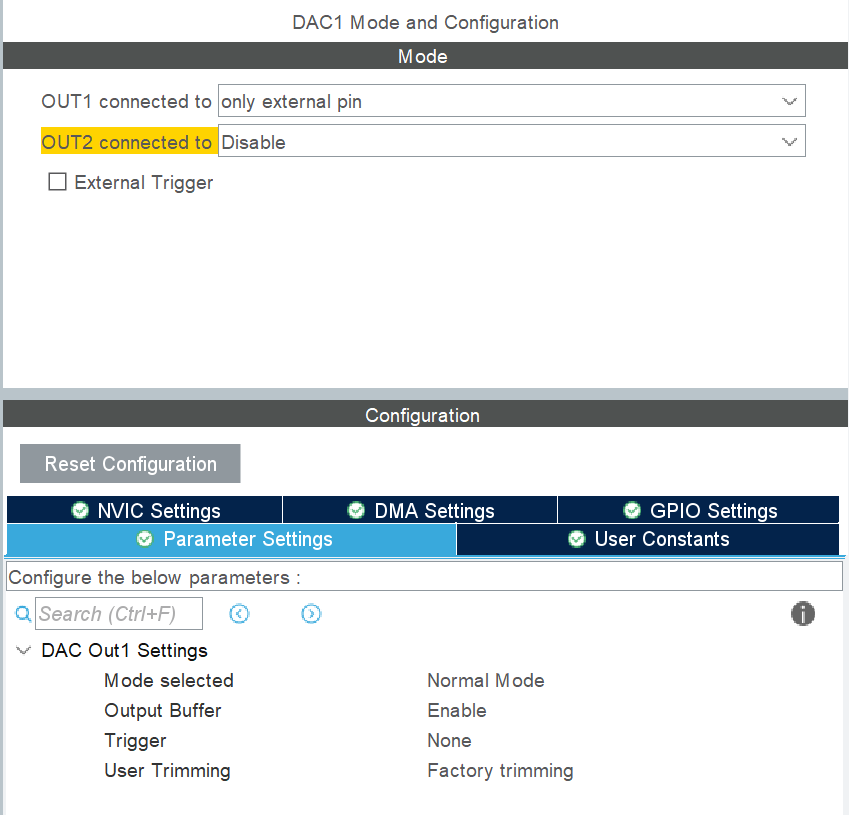 DAC1 Mode and Configuration
Mode
OUT1 connected to only external pin
OUT2 connected to Disable
External Trigger
Configuration
Reset Configuration
NVIC Settings DMA Settings GPIO Settings
Parameter Settings User Constants
Configure the below parameters :
Search (Ctrl+F)
DAC Out1 Settings
Mode selected Normal Mode
Output Buffer Enable
Trigger None
User Trimming Factory trimming